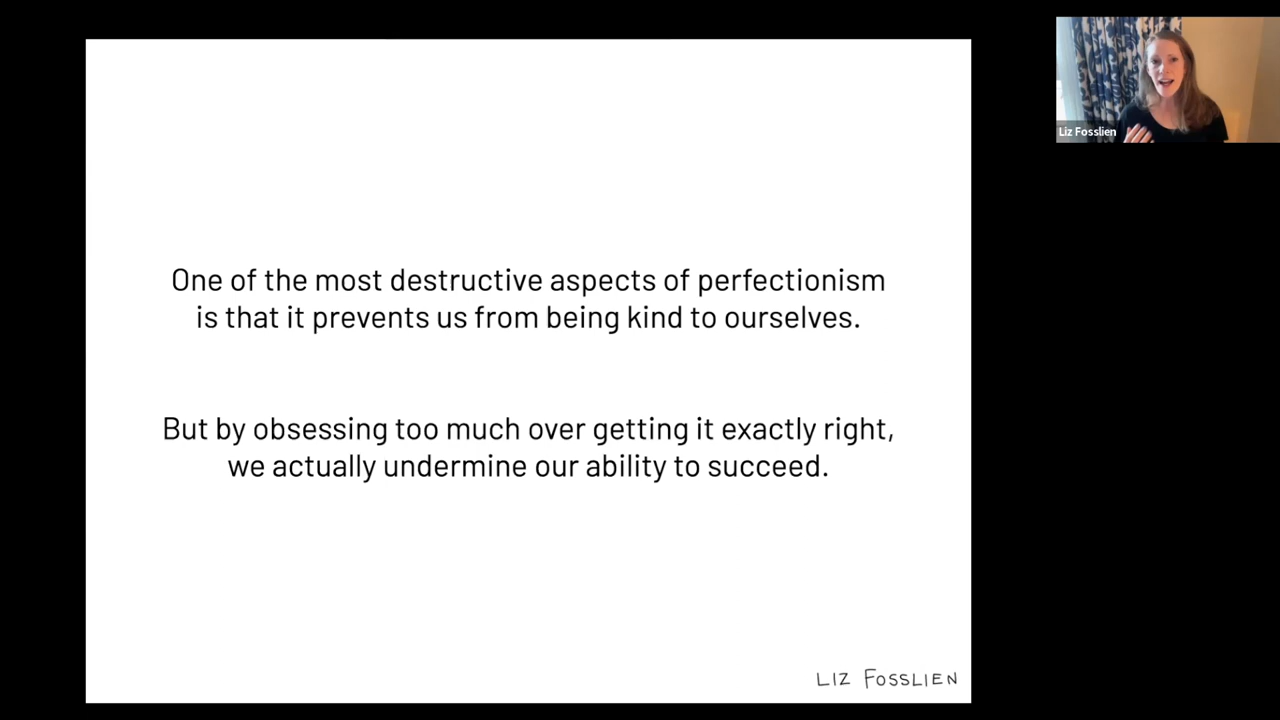 One of the most destructive aspects of perfectionism
is that it prevents us from being kind to ourselves.
But by obsessing too much over getting it exactly right,
we actually undermine our ability to succeed.
LIZ FOSSLIEN
Liz Fosslien